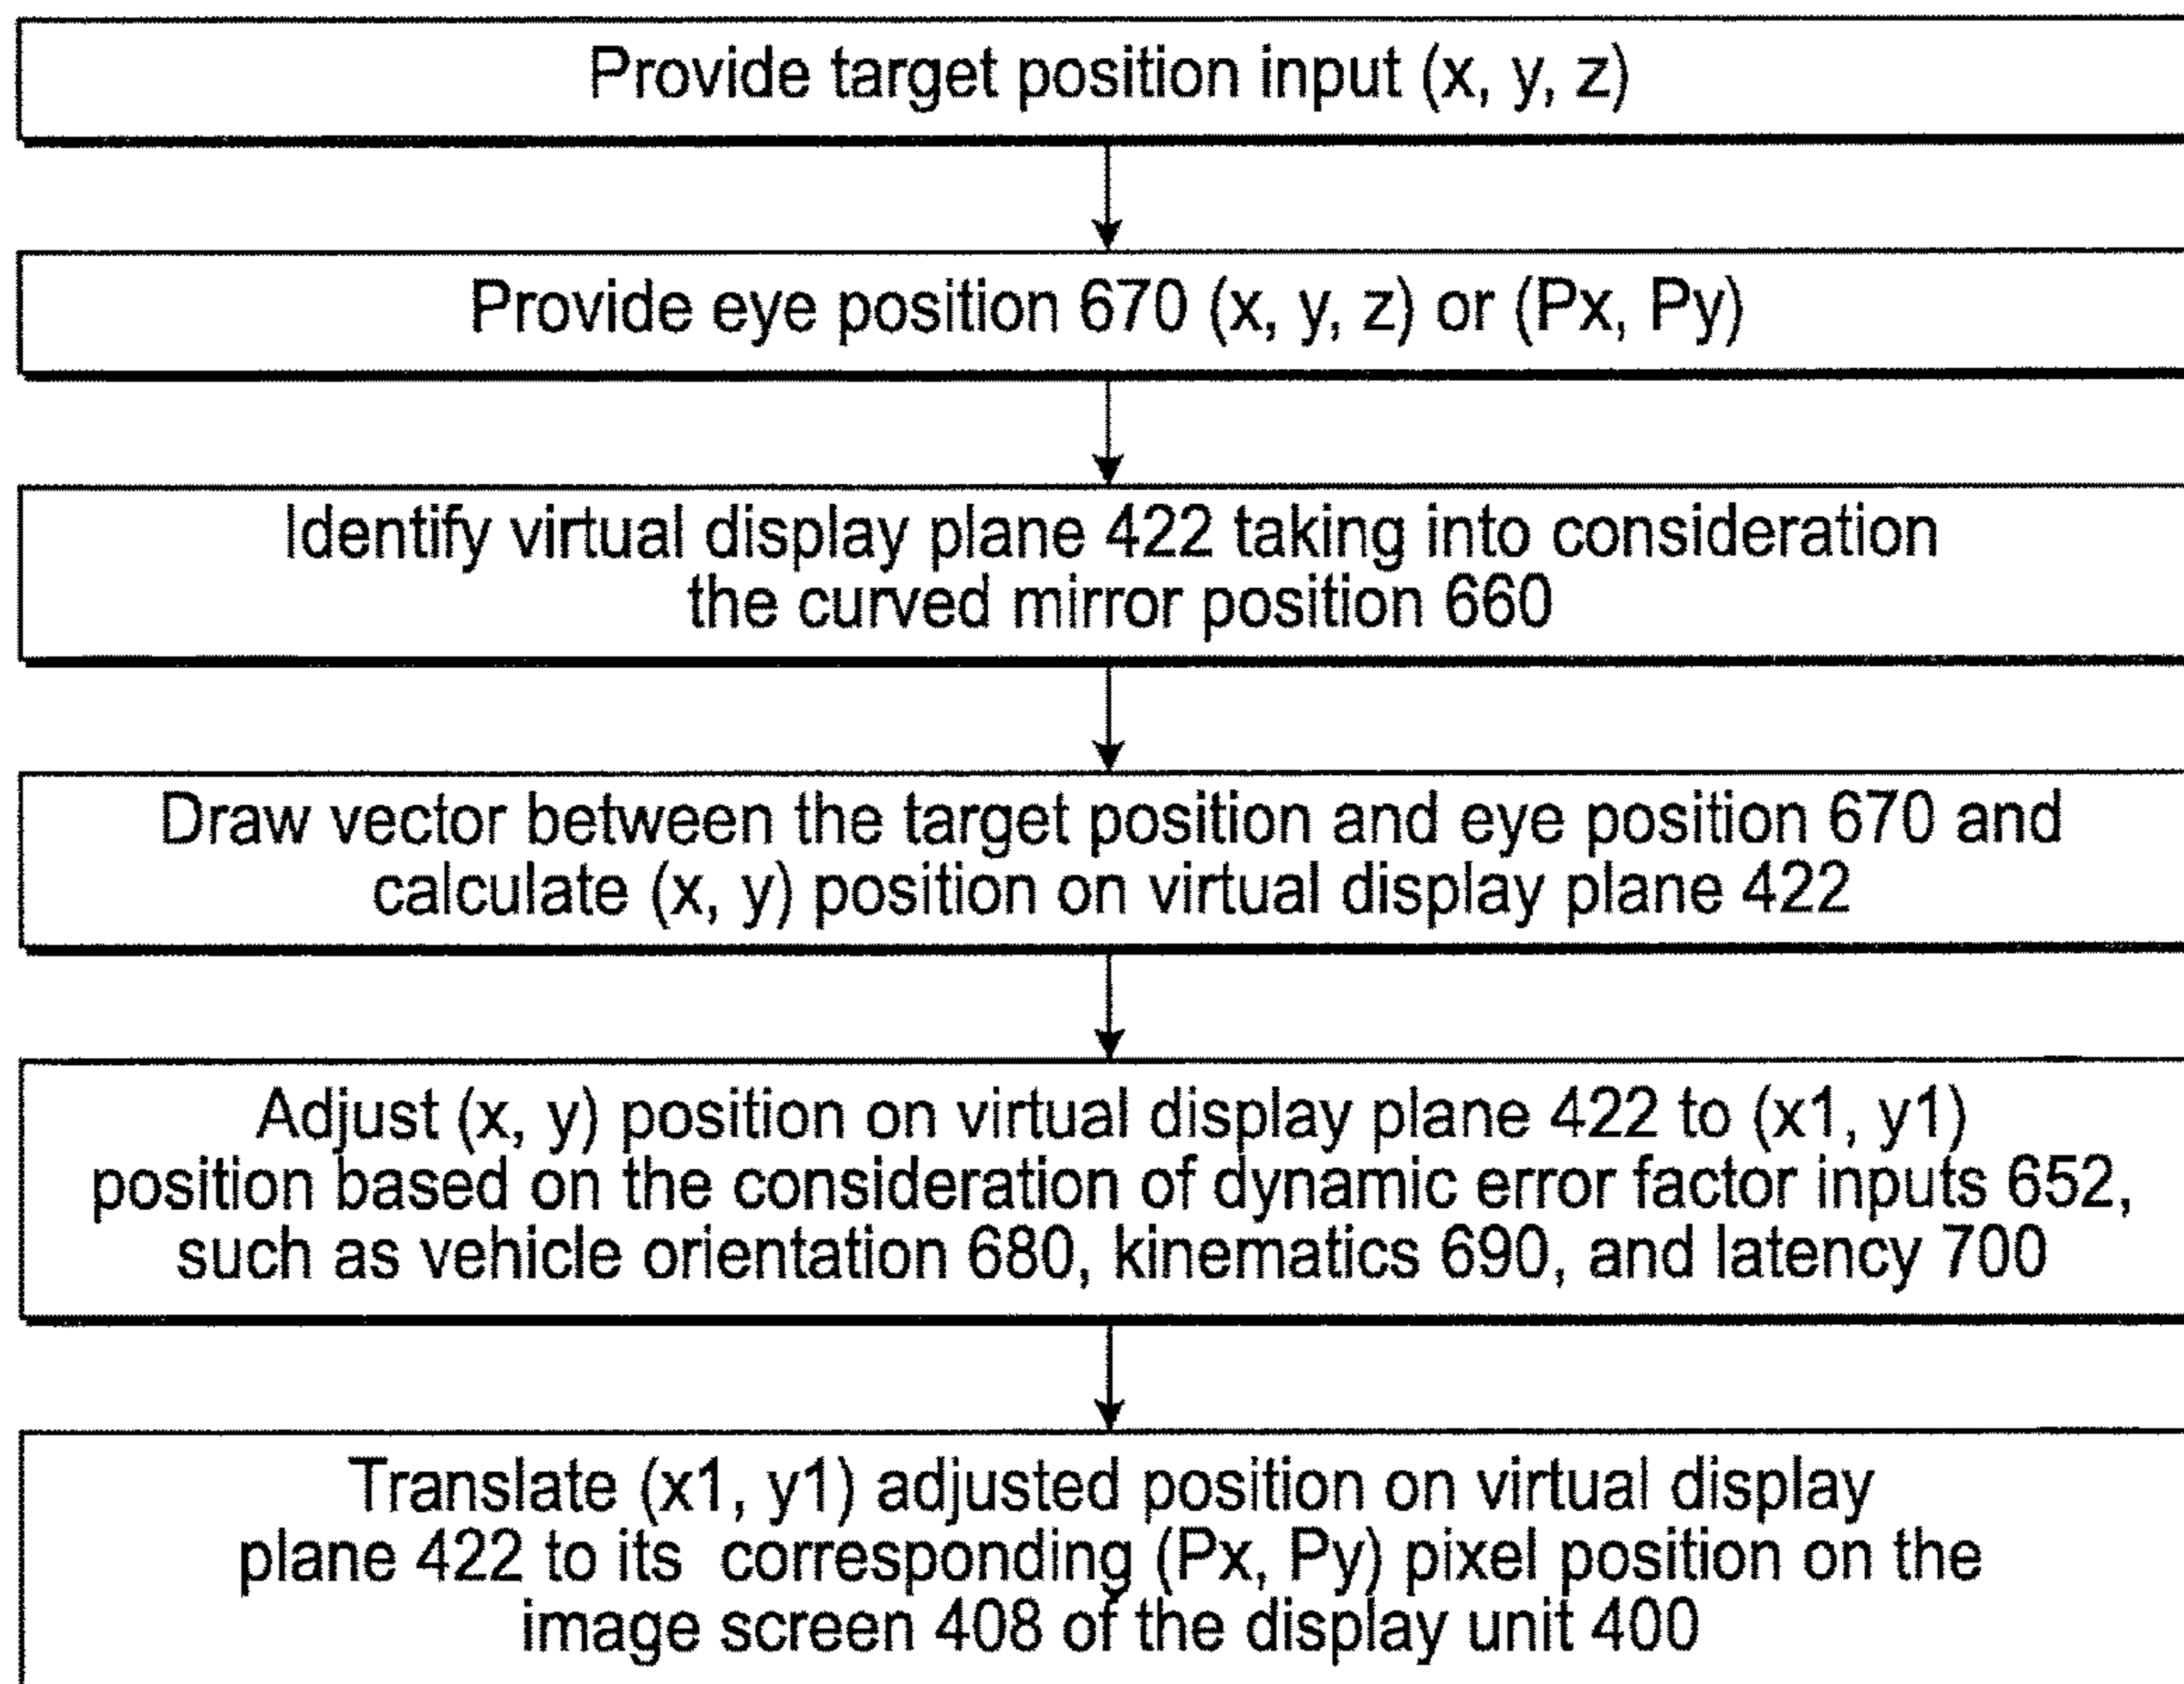 Provide target position input (x, y, z)
Provide eye position 670 (x, y, z) or (Px, Py)
Identify virtual display plane 422 taking into consideration
the curved mirror position 660
Draw vector between the target position and eye position 670 and
calculate (x, y) position on virtual display plane 422
Adjust (x, y) position on virtual display plane 422 to (x1, y1)
position based on the consideration of dynamic error factor inputs 652,
such as vehicle orientation 680, kinematics 690, and latency 700
Translate (x1, y1) adjusted position on virtual display
plane 422 to its corresponding (Px, Py) pixel position on the
image screen 408 of the display unit 400